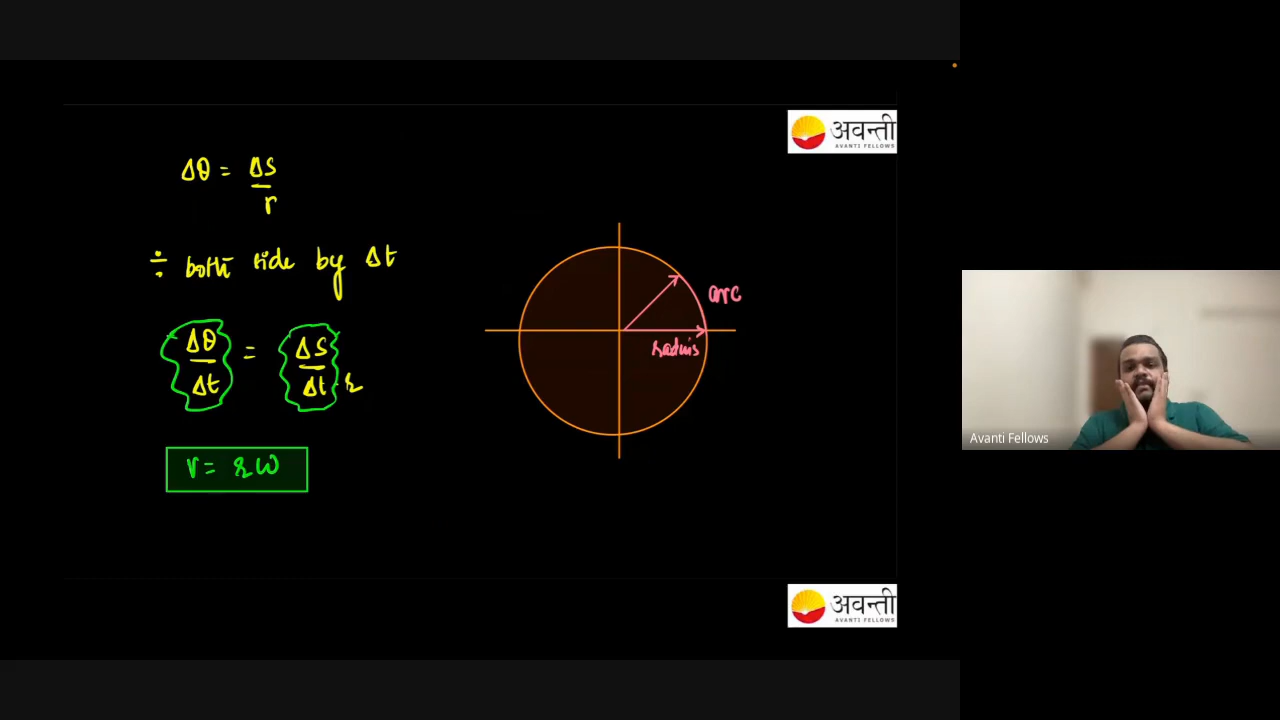 अवन्ती
AVANTI FELLOWS
Δθ = Δs
r
÷ both side by Δt
arc
radius
Δθ = Δs
Δt Δt r
v = rω
Avanti Fellows
अवन्ती
AVANTI FELLOWS